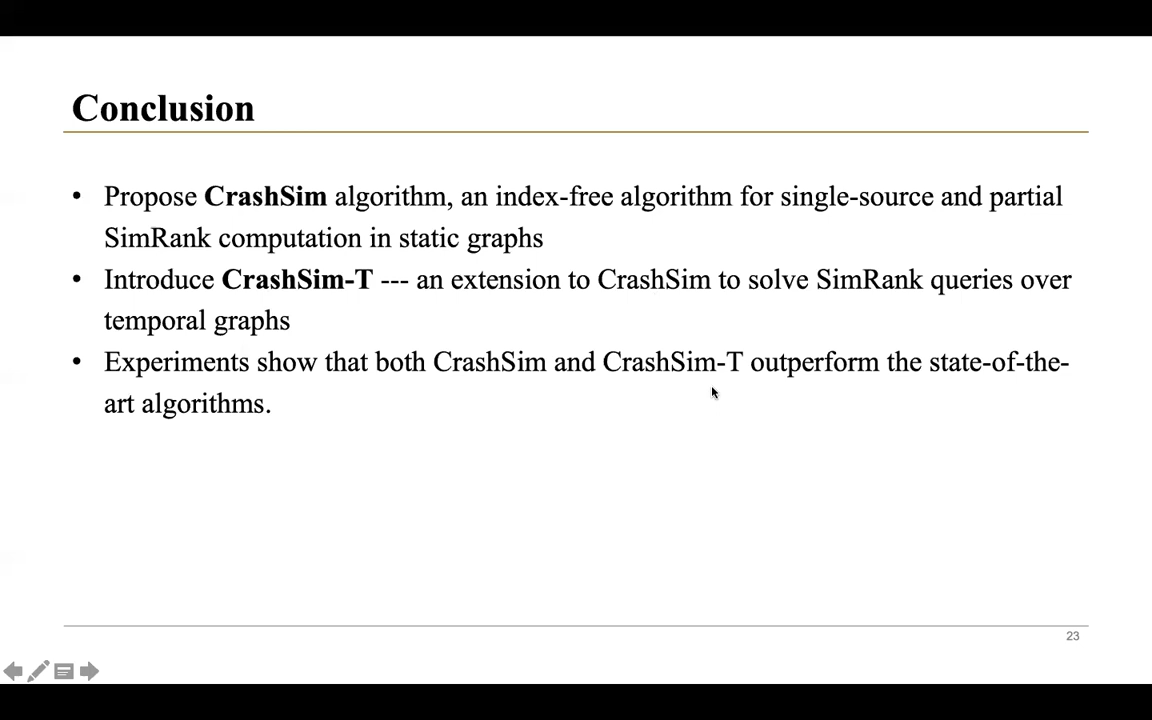 Conclusion
• Propose CrashSim algorithm, an index-free algorithm for single-source and partial
SimRank computation in static graphs
• Introduce CrashSim-T --- an extension to CrashSim to solve SimRank queries over
temporal graphs
• Experiments show that both CrashSim and CrashSim-T outperform the state-of-the-
art algorithms.
23